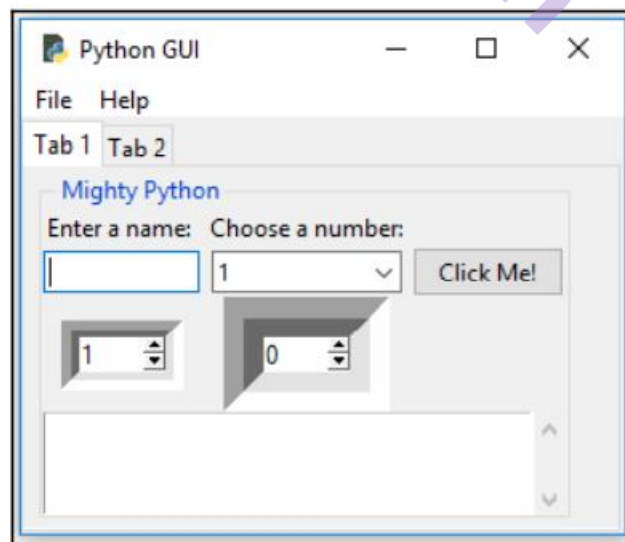 Python GUI
File Help
Tab 1 Tab 2
Mighty Python
Enter a name: Choose a number:
1 Click Me!
1 0